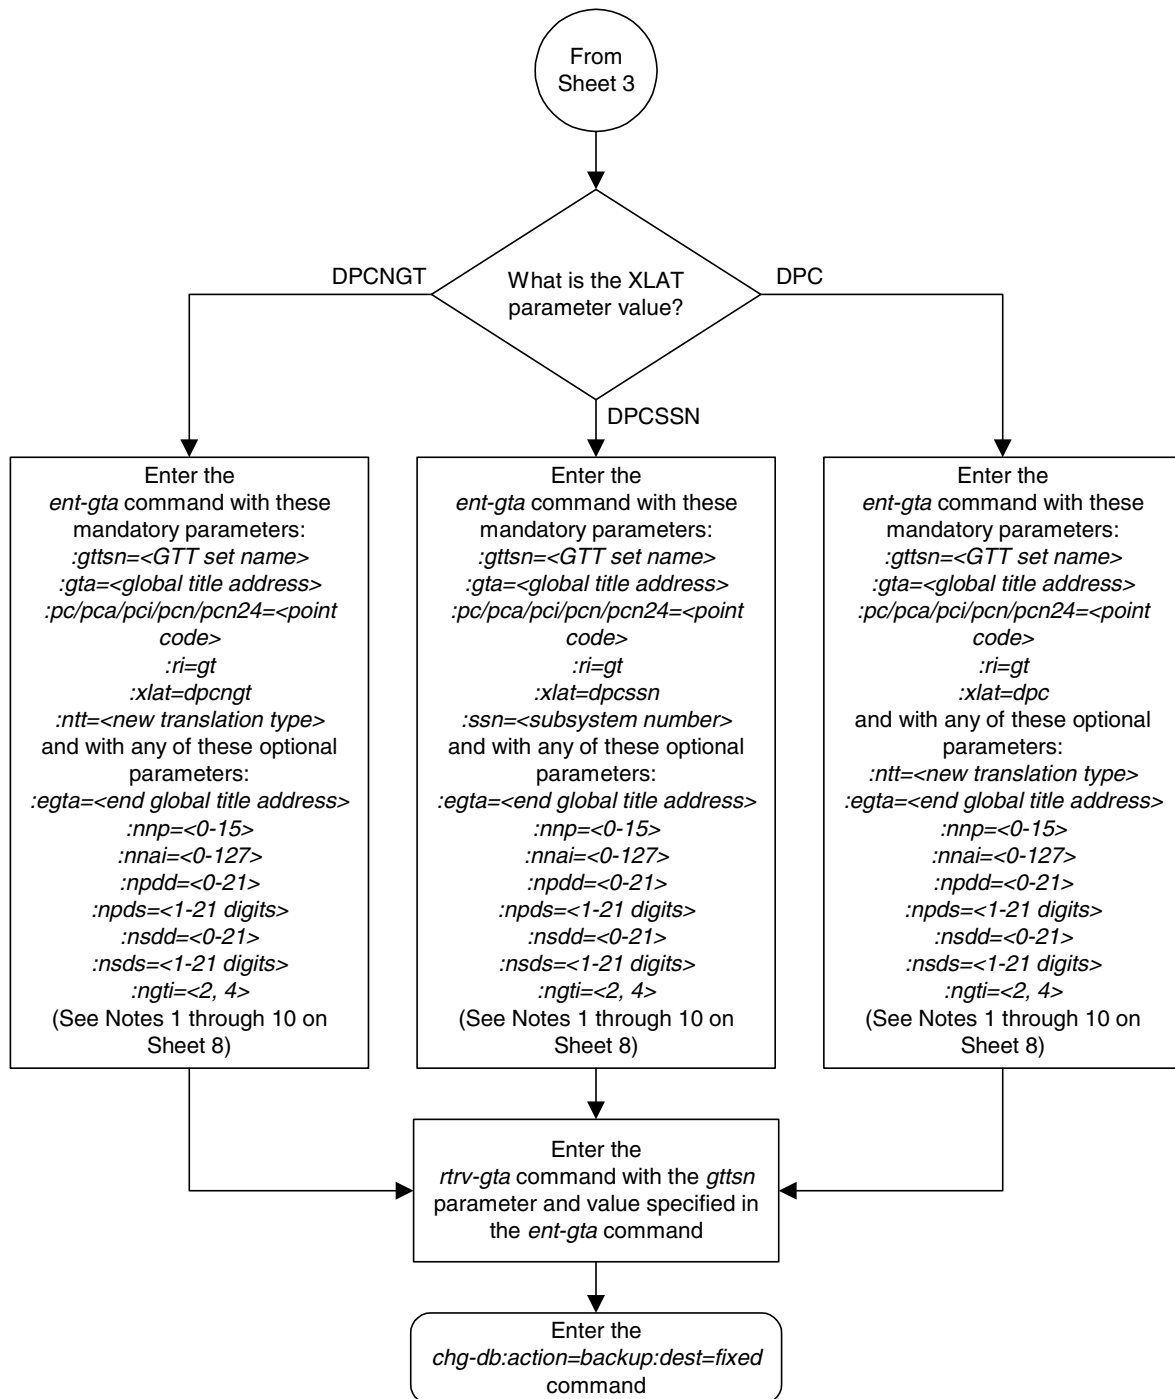 From
Sheet 3
What is the XLAT
parameter value?
DPCNGT
DPC
DPCSSN
Enter the
ent-gta command with these
mandatory parameters:
:gttsn=<GTT set name>
:gta=<global title address>
:pc/pca/pci/pcn/pcn24=<point
code>
:ri=gt
:xlat=dpcngt
:ntt=<new translation type>
and with any of these optional
parameters:
:egta=<end global title address>
:nnp=<0-15>
:nnai=<0-127>
:npdd=<0-21>
:npds=<1-21 digits>
:nsdd=<0-21>
:nsds=<1-21 digits>
:ngti=<2, 4>
(See Notes 1 through 10 on
Sheet 8)
Enter the
ent-gta command with these
mandatory parameters:
:gttsn=<GTT set name>
:gta=<global title address>
:pc/pca/pci/pcn/pcn24=<point
code>
:ri=gt
:xlat=dpcssn
:ssn=<subsystem number>
and with any of these optional
parameters:
:egta=<end global title address>
:nnp=<0-15>
:nnai=<0-127>
:npdd=<0-21>
:npds=<1-21 digits>
:nsdd=<0-21>
:nsds=<1-21 digits>
:ngti=<2, 4>
(See Notes 1 through 10 on
Sheet 8)
Enter the
ent-gta command with these
mandatory parameters:
:gttsn=<GTT set name>
:gta=<global title address>
:pc/pca/pci/pcn/pcn24=<point
code>
:ri=gt
:xlat=dpc
and with any of these optional
parameters:
:ntt=<new translation type>
:egta=<end global title address>
:nnp=<0-15>
:nnai=<0-127>
:npdd=<0-21>
:npds=<1-21 digits>
:nsdd=<0-21>
:nsds=<1-21 digits>
:ngti=<2, 4>
(See Notes 1 through 10 on
Sheet 8)
Enter the
rtrv-gta command with the gttsn
parameter and value specified in
the ent-gta command
Enter the
chg-db:action=backup:dest=fixed
command